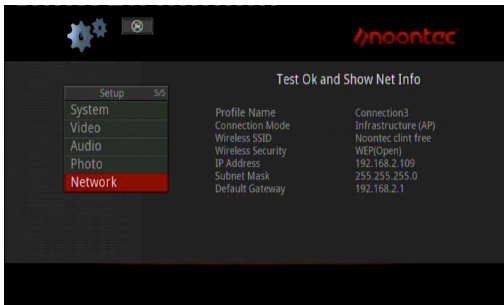 noontec
Setup 5/5
System
Video
Audio
Photo
Network
Test Ok and Show Net Info
Profile Name Connection3
Connection Mode Infrastructure (AP)
Wireless SSID Noontec clint free
Wireless Security WEP(Open)
IP Address 192.168.2.109
Subnet Mask 255.255.255.0
Default Gateway 192.168.2.1